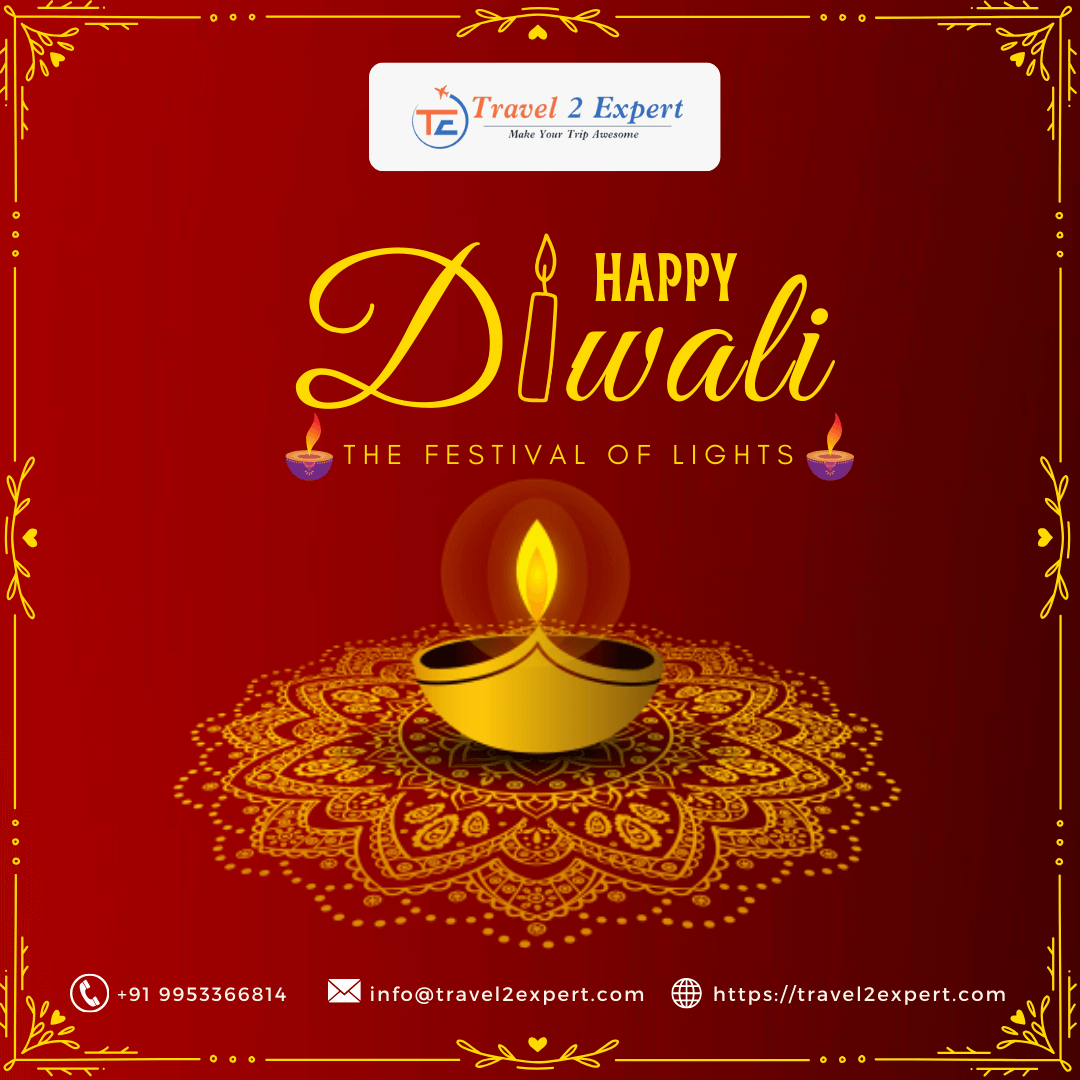 TE Travel 2 Expert
Make Your Trip Awesome
HAPPY
Diwali
THE FESTIVAL OF LIGHTS
+91 9953366814 info@travel2expert.com https://travel2expert.com